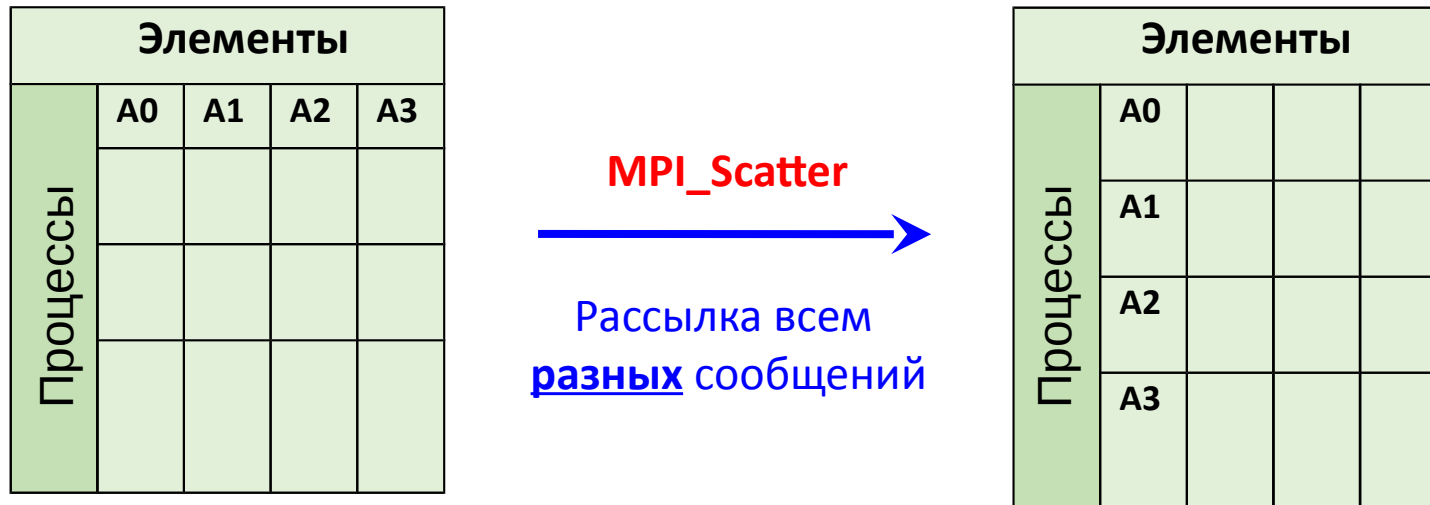 Элементы
Процессы
A0 A1 A2 A3
MPI_Scatter
Рассылка всем
разных сообщений
Элементы
Процессы
A0
A1
A2
A3